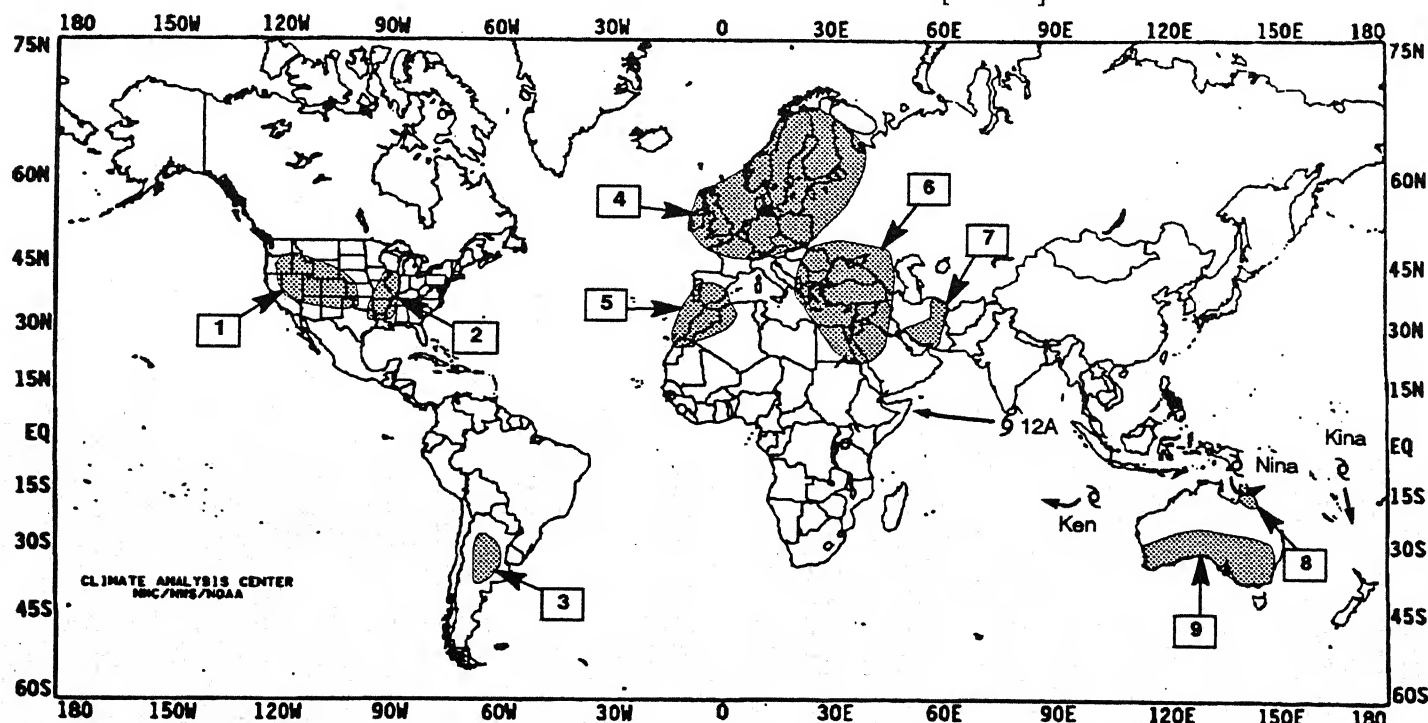 180 150W 120W 90W 60W 30W 0 30E 60E 90E 120E 150E 180
75N 75N
60N 60N
4 6
7
45N 45N
5
1 2
30N 30N
15N 15N
12A
EQ EQ
Kina
Nina
15S 15S
Ken
30S 30S
8
CLIMATE ANALYSIS CENTER
NMC/NWS/NOAA
3
45S 45S
9
60S 60S
180 150W 120W 90W 60W 30W 0 30E 60E 90E 120E 150E 180